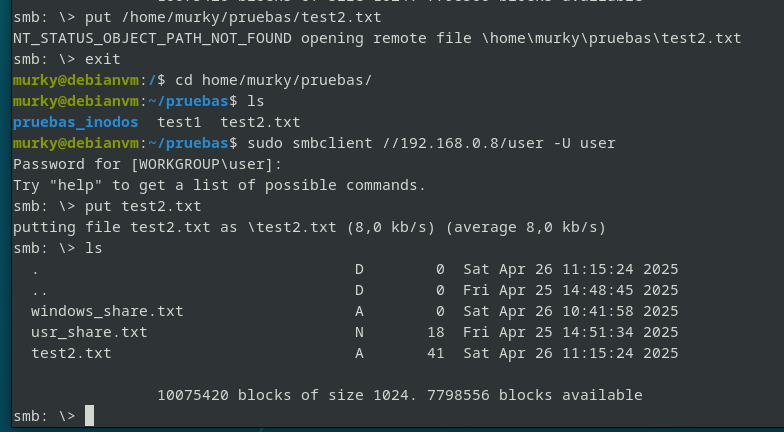 smb: \> put /home/murky/pruebas/test2.txt
NT_STATUS_OBJECT_PATH_NOT_FOUND opening remote file \home\murky\pruebas\test2.txt
smb: \> exit
murky@debianvm:/$ cd home/murky/pruebas/
murky@debianvm:~/pruebas$ ls
pruebas_inodos  test1  test2.txt
murky@debianvm:~/pruebas$ sudo smbclient //192.168.0.8/user -U user
Password for [WORKGROUP\user]:
Try "help" to get a list of possible commands.
smb: \> put test2.txt
putting file test2.txt as \test2.txt (8,0 kb/s) (average 8,0 kb/s)
smb: \> ls
  .                                   D        0  Sat Apr 26 11:15:24 2025
  ..                                  D        0  Fri Apr 25 14:48:45 2025
  windows_share.txt                   A        0  Sat Apr 26 10:41:58 2025
  usr_share.txt                       N       18  Fri Apr 25 14:51:34 2025
  test2.txt                           A       41  Sat Apr 26 11:15:24 2025
                10075420 blocks of size 1024. 7798556 blocks available
smb: \>